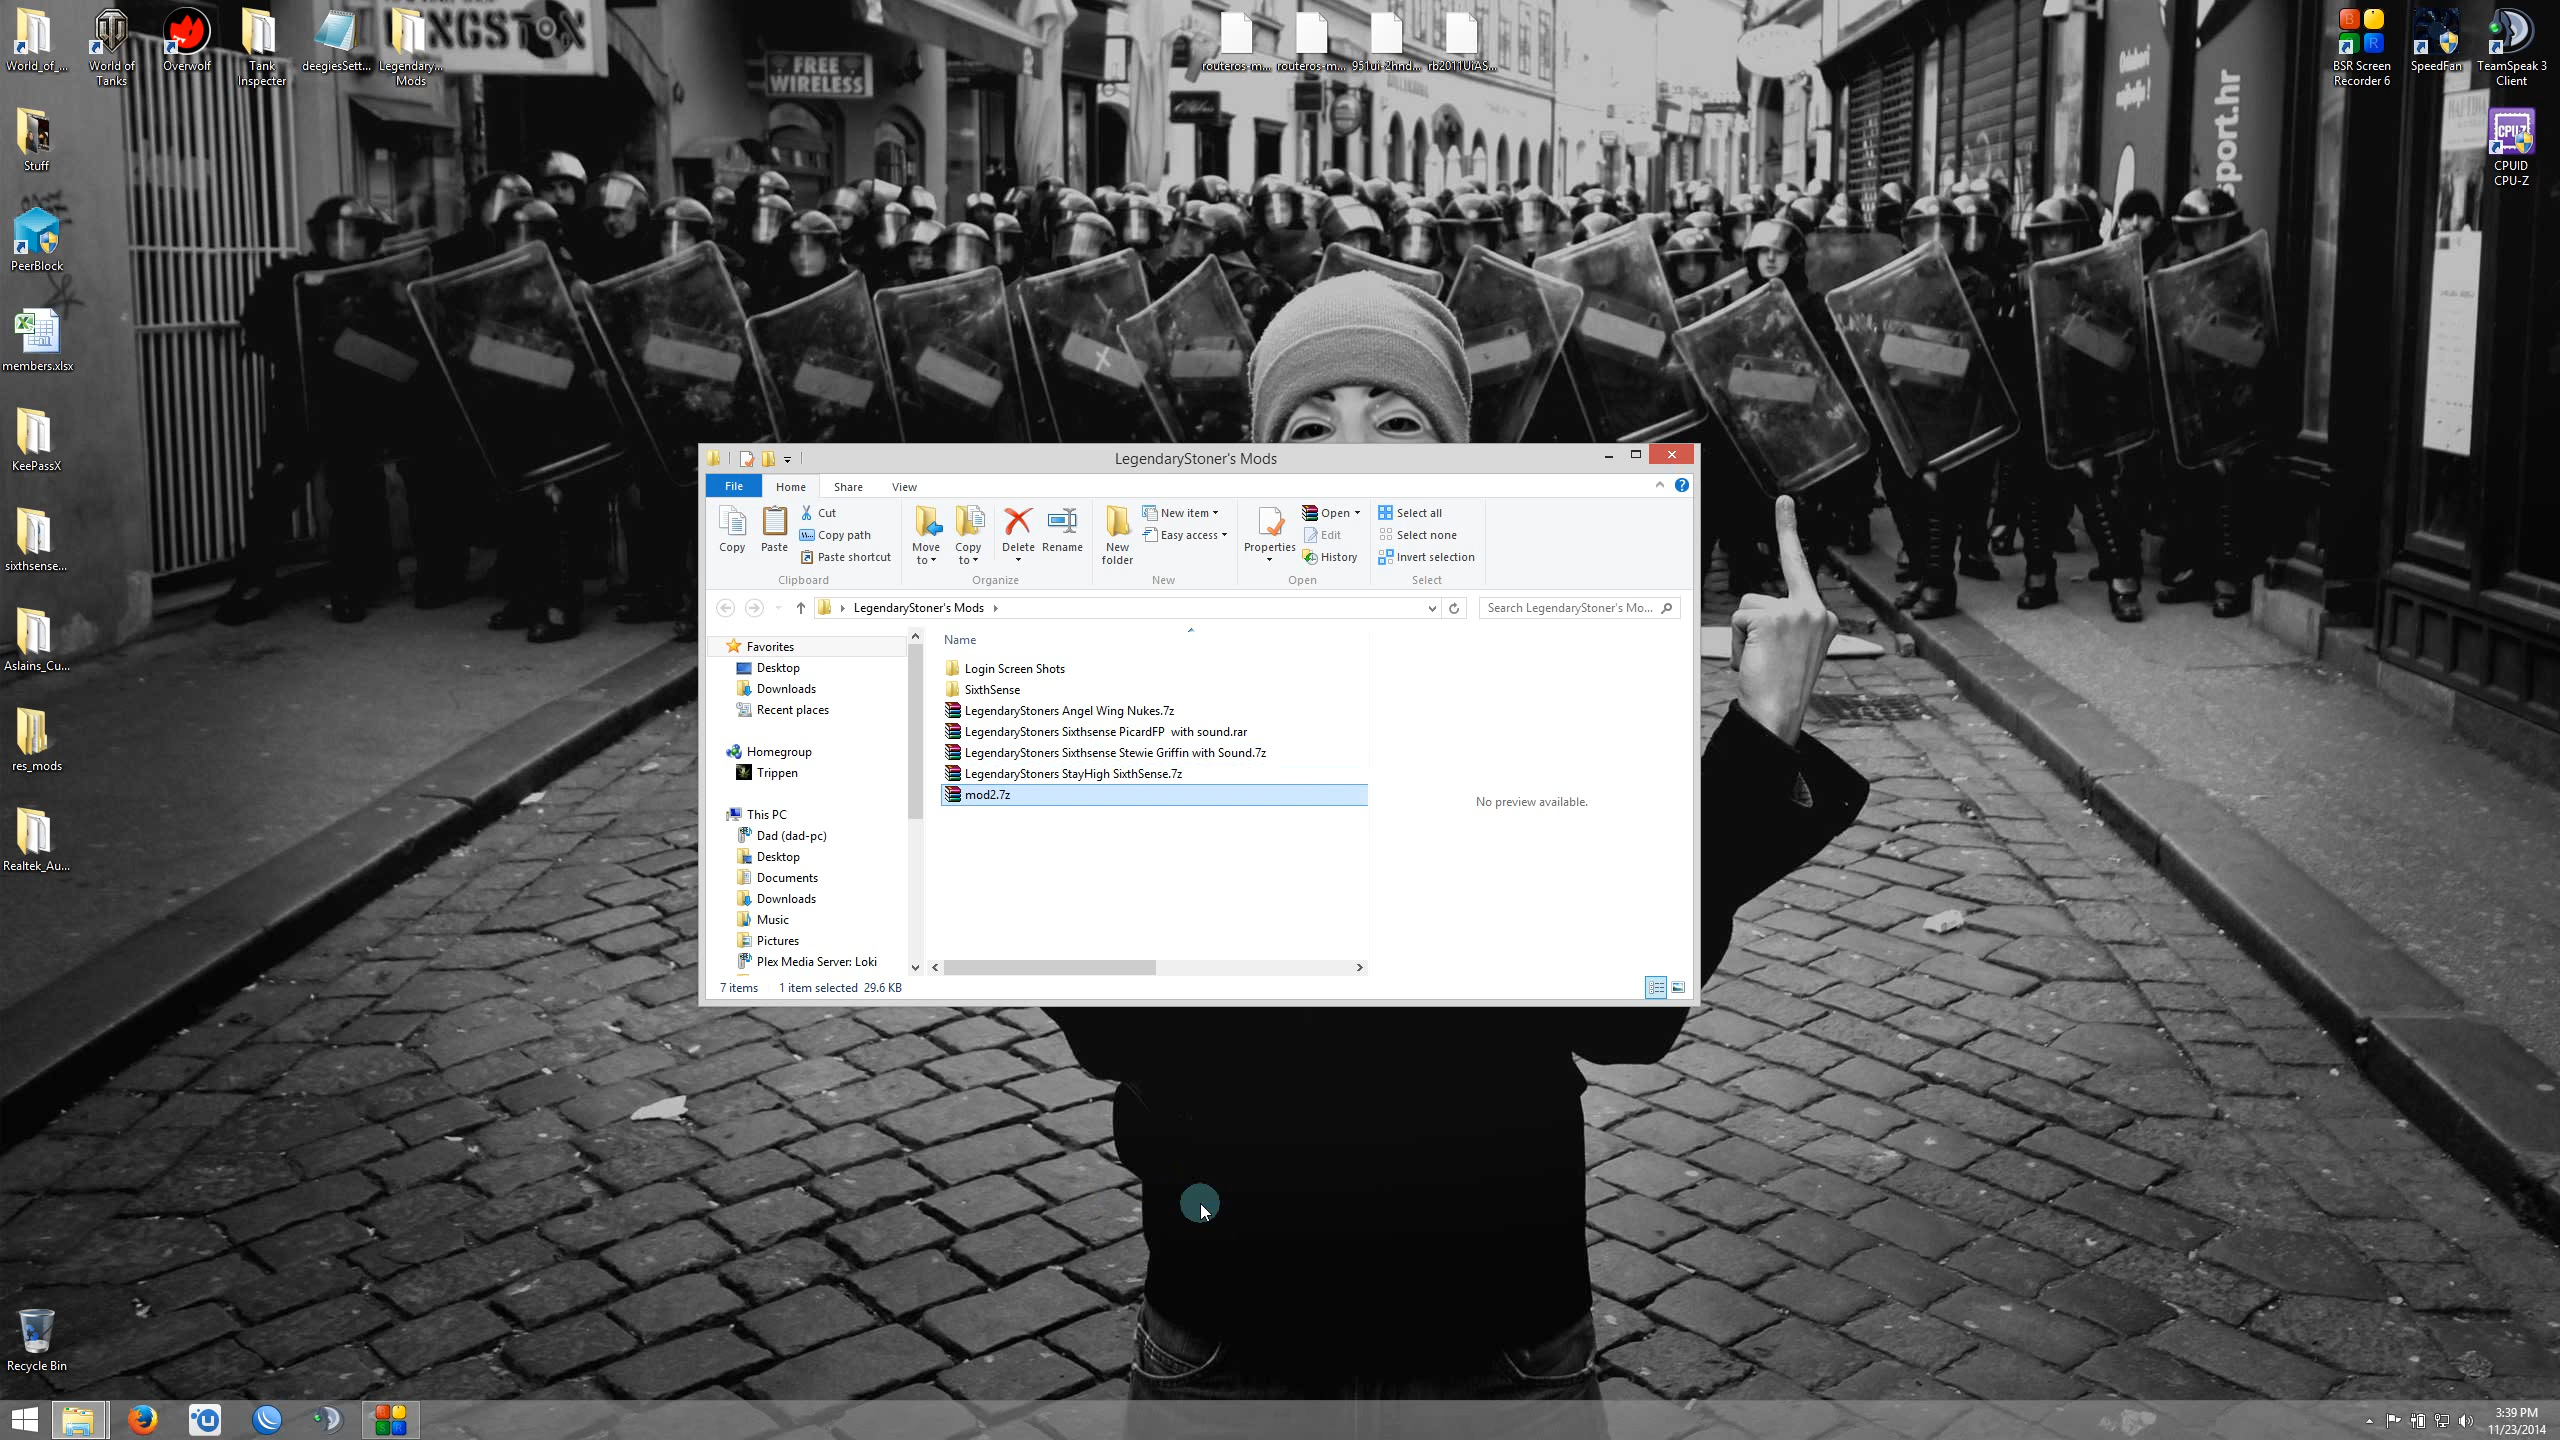 World_of_...
World of
Tanks
Overwolf
Tank
Inspecter
deegiesSett...
Legendary...
Mods
routeros-m...
routeros-m...
951ui-2hnd...
rb2011UiAS...
BSR Screen
Recorder 6
SpeedFan
TeamSpeak 3
Client
CPUID
CPU-Z
Stuff
PeerBlock
members.xlsx
KeePassX
sixthsense...
Aslains_Cu...
res_mods
Realtek_Au...
Recycle Bin
NGSTON
FREE
WIRELESS
sport.hr
LegendaryStoner's Mods
File
Home
Share
View
Copy
Paste
Cut
Copy path
Paste shortcut
Clipboard
Move
to
Copy
to
Delete
Rename
Organize
New
folder
New item
Easy access
New
Properties
Open
Edit
History
Open
Select all
Select none
Invert selection
Select
LegendaryStoner's Mods
Search LegendaryStoner's Mo...
Favorites
Desktop
Downloads
Recent places
Homegroup
Trippen
This PC
Dad (dad-pc)
Desktop
Documents
Downloads
Music
Pictures
Plex Media Server: Loki
Name
Login Screen Shots
SixthSense
LegendaryStoners Angel Wing Nukes.7z
LegendaryStoners Sixthsense PicardFP  with sound.rar
LegendaryStoners Sixthsense Stewie Griffin with Sound.7z
LegendaryStoners StayHigh SixthSense.7z
mod2.7z
No preview available.
7 items
1 item selected  29.6 KB
3:39 PM
11/23/2014